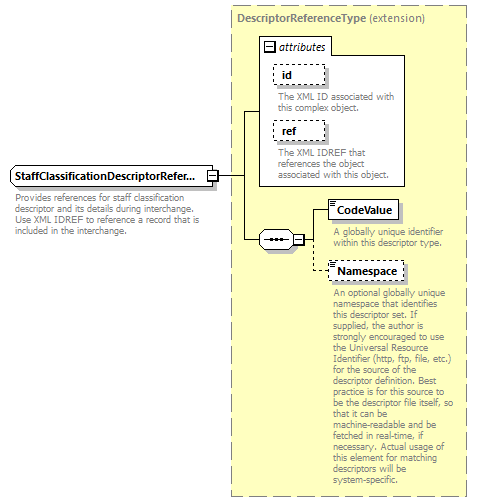 DescriptorReferenceType (extension)
attributes
id
The XML ID associated with
this complex object.
ref
The XML IDREF that
references the object
associated with this object.
StaffClassificationDescriptorRefer...
Provides references for staff classification
descriptor and its details during interchange.
Use XML IDREF to reference a record that is
included in the interchange.
CodeValue
A globally unique identifier
within this descriptor type.
Namespace
An optional globally unique
namespace that identifies
this descriptor set. If
supplied, the author is
strongly encouraged to use
the Universal Resource
Identifier (http, ftp, file, etc.)
for the source of the
descriptor definition. Best
practice is for this source to
be the descriptor file itself, so
that it can be
machine-readable and be
fetched in real-time, if
necessary. Actual usage of
this element for matching
descriptors will be
system-specific.